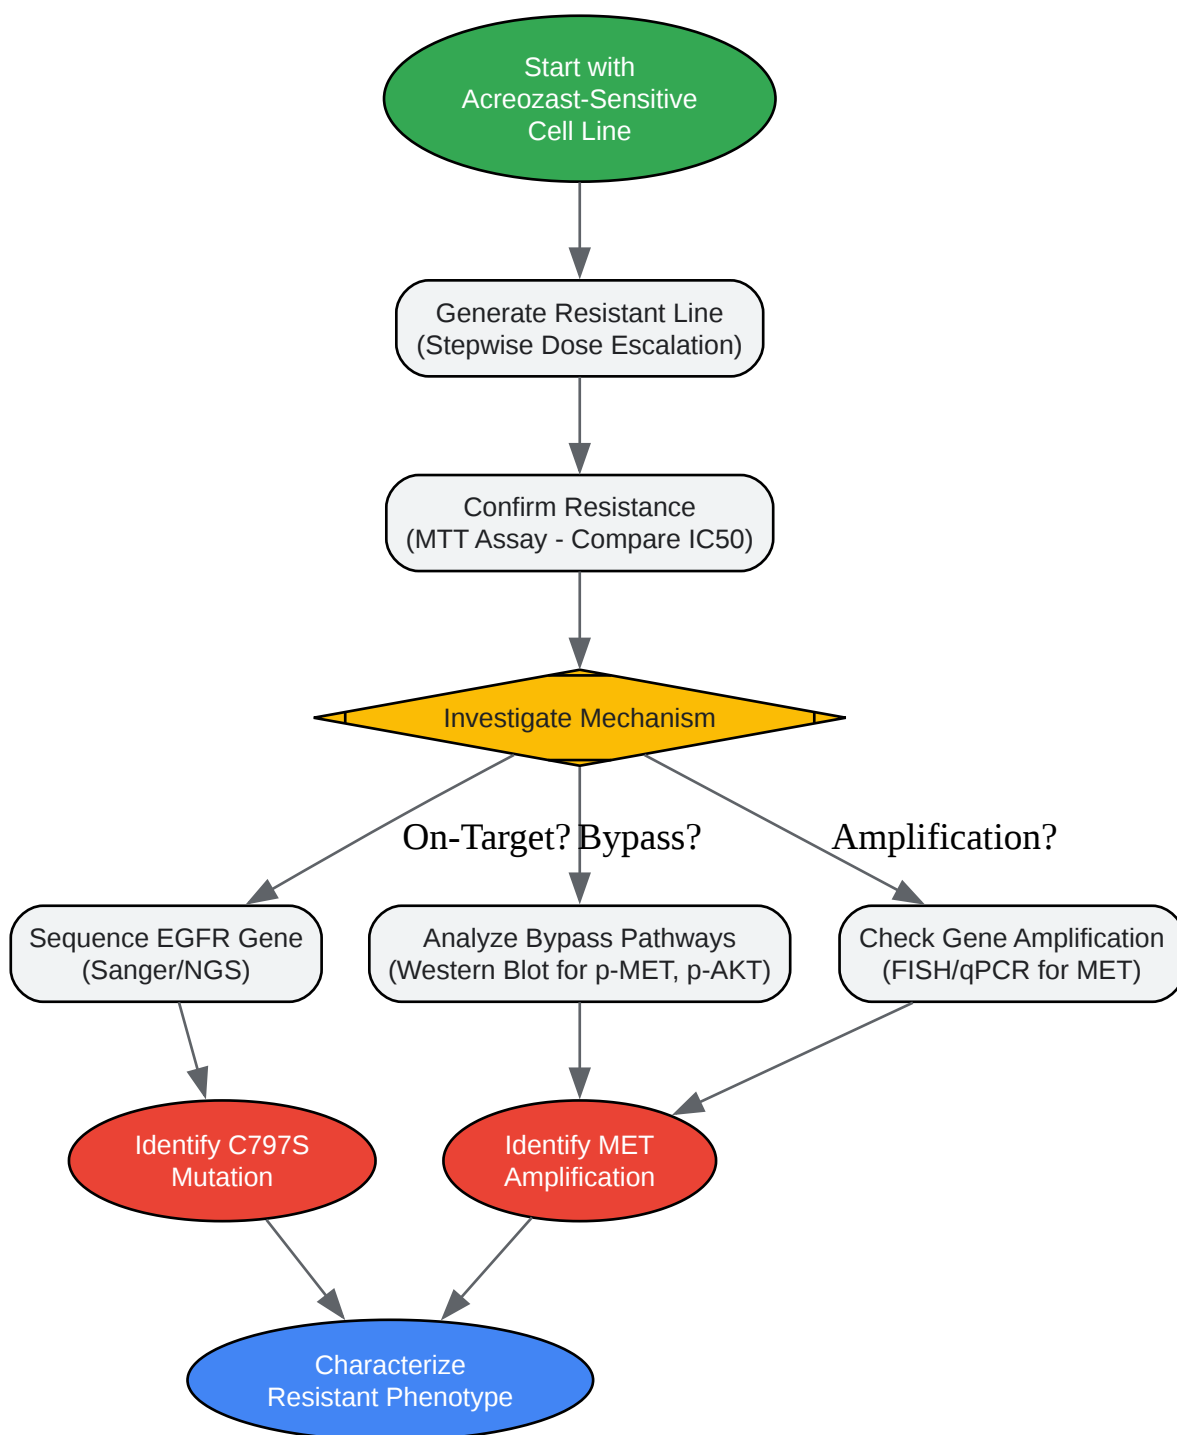 Start with
Acreozast-Sensitive
Cell Line
Generate Resistant Line
(Stepwise Dose Escalation)
Confirm Resistance
(MTT Assay - Compare IC50)
Investigate Mechanism
On-Target?
Bypass?
Amplification?
Sequence EGFR Gene
(Sanger/NGS)
Analyze Bypass Pathways
(Western Blot for p-MET, p-AKT)
Check Gene Amplification
(FISH/qPCR for MET)
Identify C797S
Mutation
Identify MET
Amplification
Characterize
Resistant Phenotype